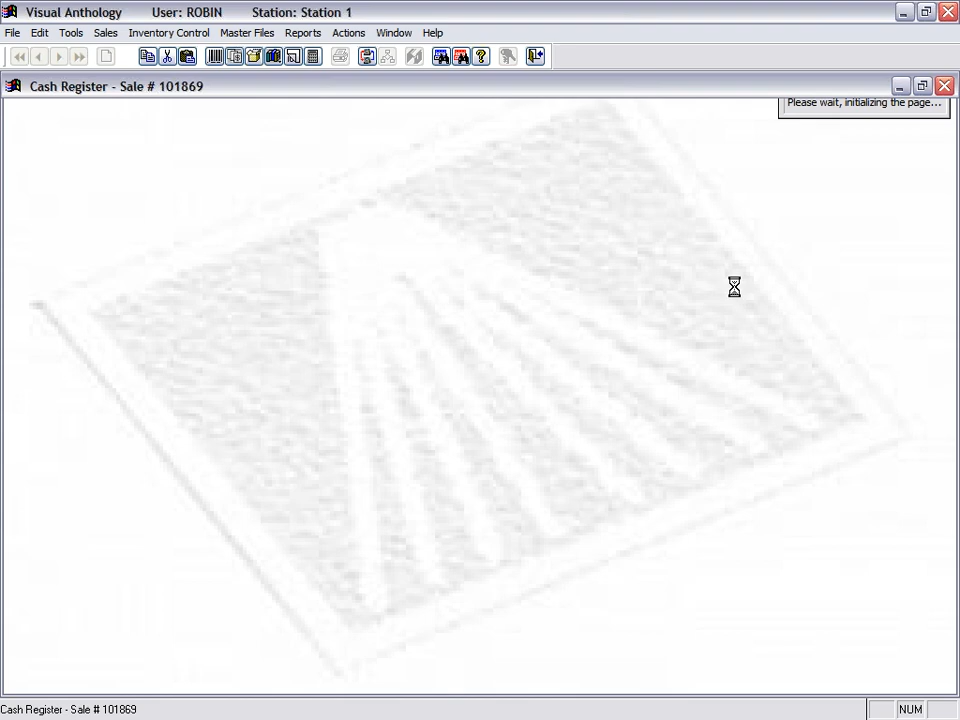 Visual Anthology User: ROBIN Station: Station 1
File Edit Tools Sales Inventory Control Master Files Reports Actions Window Help
Cash Register - Sale # 101869
Please wait, initializing the page...
Cash Register - Sale # 101869 NUM